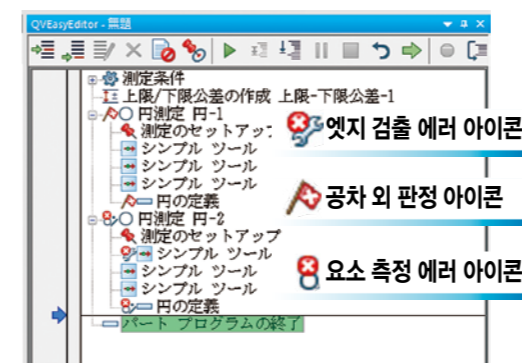 QVEasyEditor - 無題
測定条件
上限/下限公差の作成 上限-下限公差-1
円測定 円-1
測定のセットアップ
엣지 검출 에러 아이콘
シンプル ツール
シンプル ツール
シンプル ツール
공차 외 판정 아이콘
円の定義
円測定 円-2
測定のセットアップ
シンプル ツール
요소 측정 에러 아이콘
シンプル ツール
シンプル ツール
円の定義
パート プログラムの終了